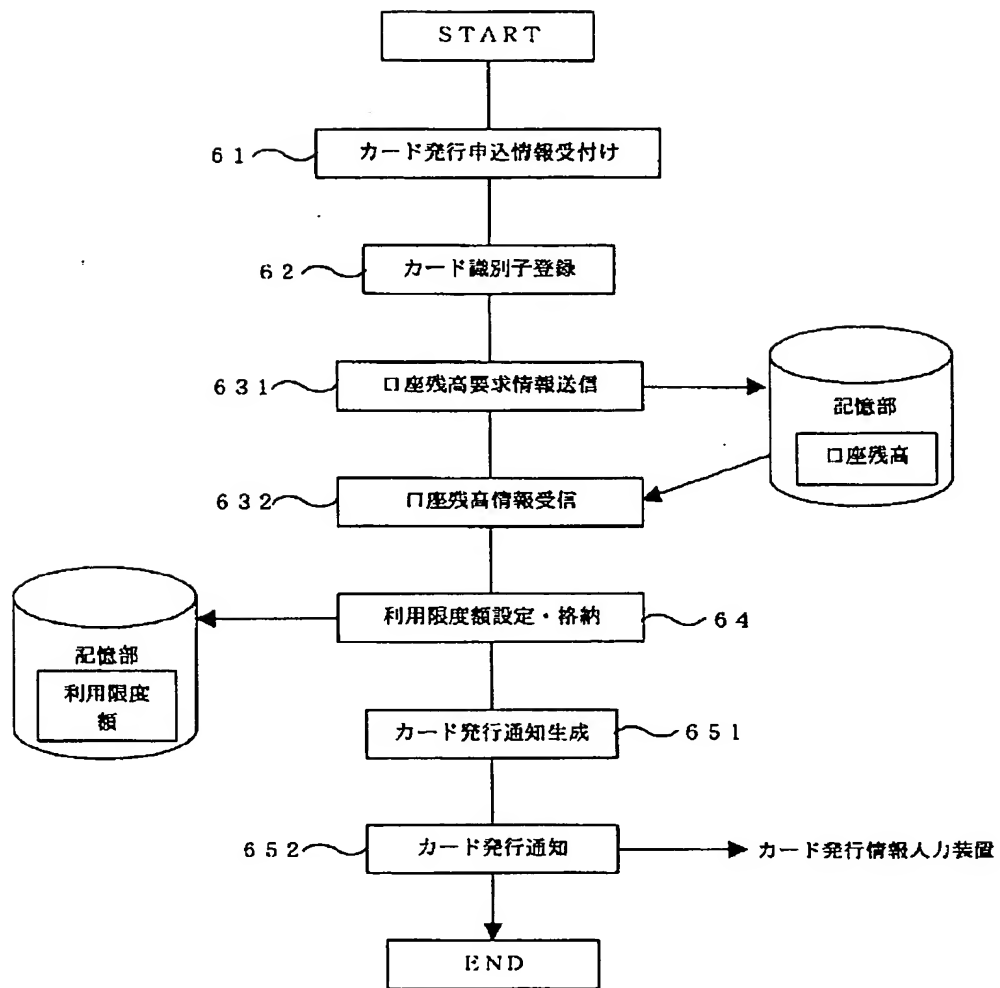 START
61 カード発行申込情報受付け
62 カード識別子登録
631 口座残高要求情報送信
記憶部
口座残高
632 口座残高情報受信
利用限度額設定・格納 64
記憶部
利用限度
額
カード発行通知生成 651
652 カード発行通知 カード発行情報入力装置
END